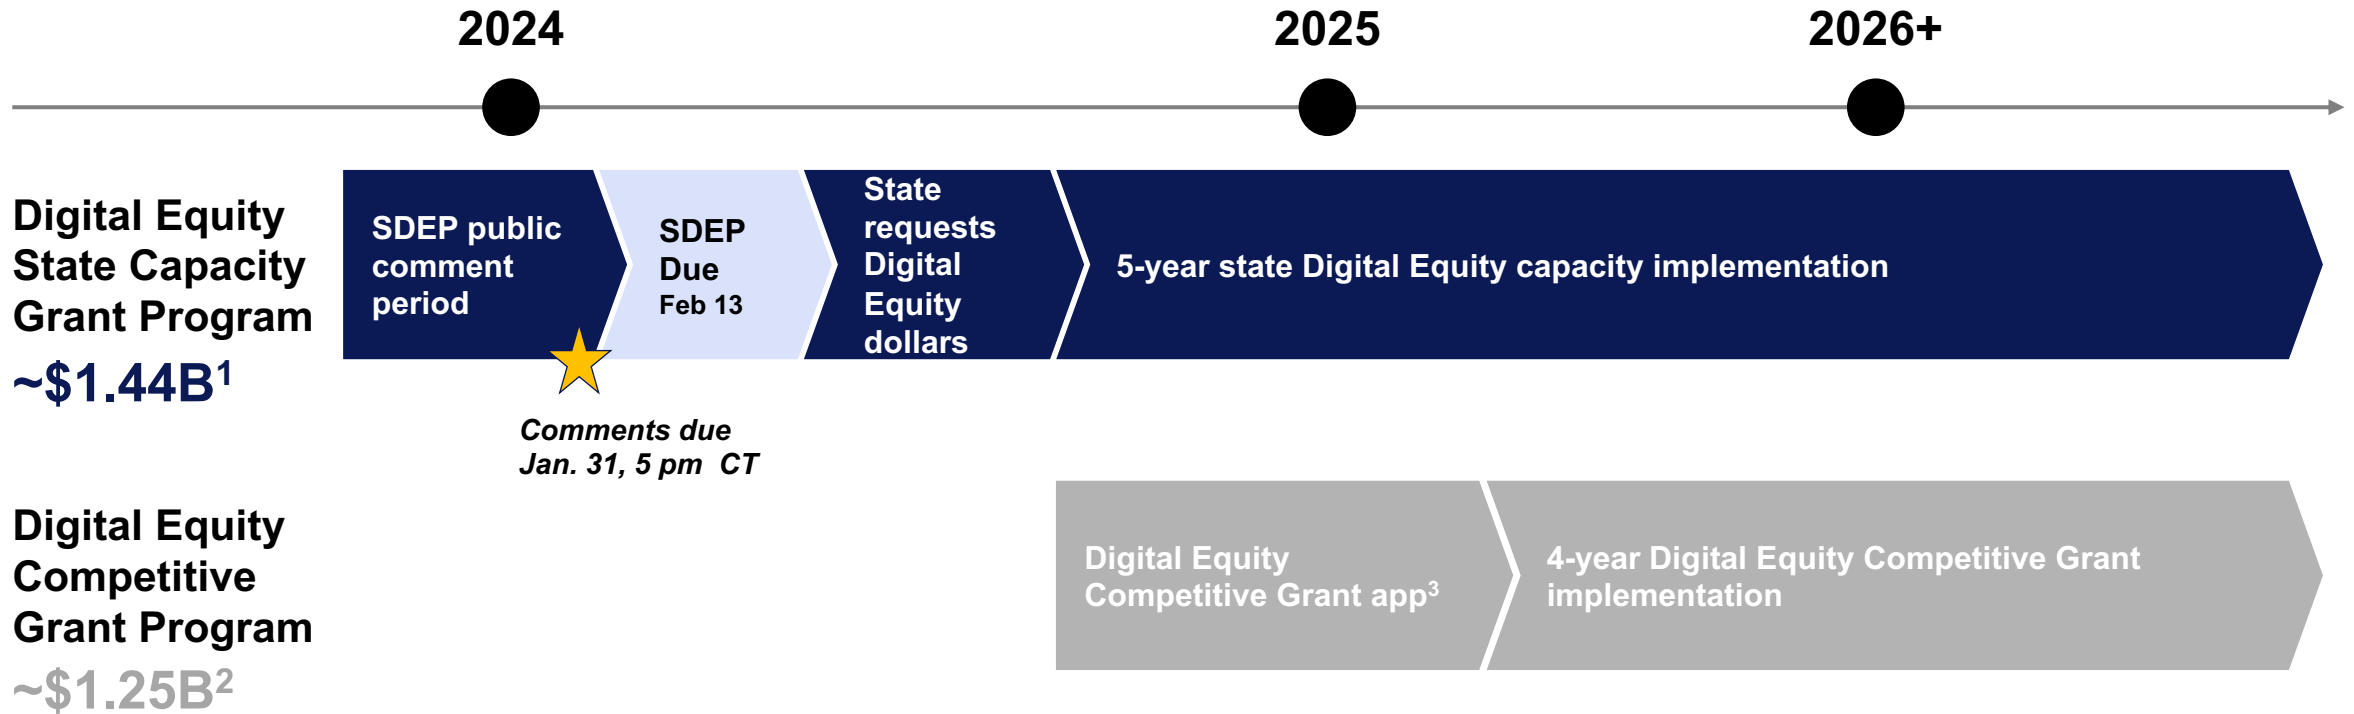 2024
2025
2026+
Digital Equity
State Capacity
Grant Program
~$1.44B¹
SDEP public
comment
period
SDEP
Due
Feb 13
State
requests
Digital
Equity
dollars
5-year state Digital Equity capacity implementation
Comments due
Jan. 31, 5 pm  CT
Digital Equity
Competitive
Grant Program
~$1.25B²
Digital Equity
Competitive Grant app³
4-year Digital Equity Competitive Grant
implementation